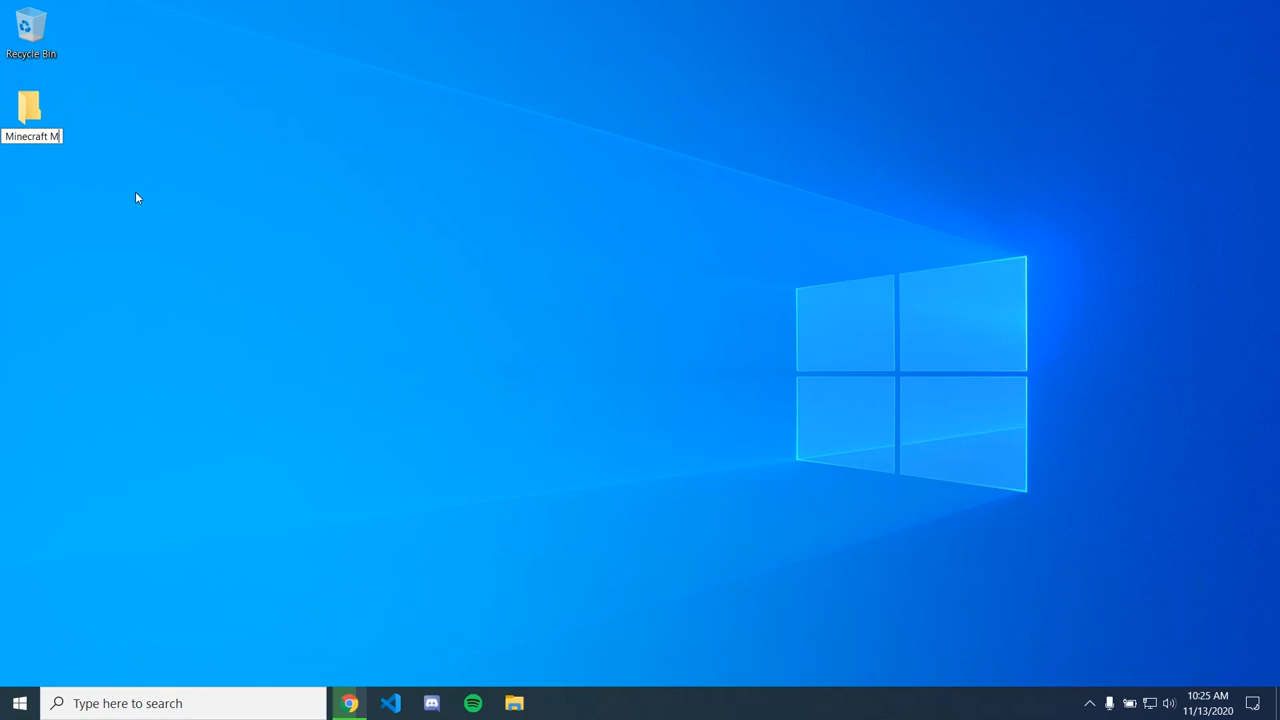 Recycle Bin
Minecraft M
Type here to search
10:25 AM
11/13/2020